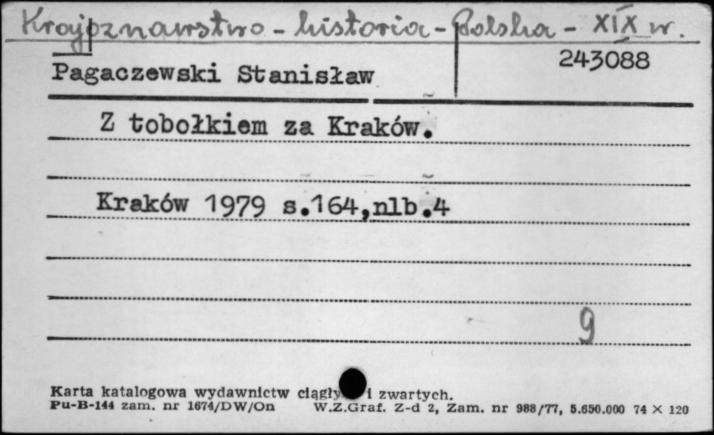 Krajoznawstwo - historia - Polska - XIX w.
243088
Pagaczewski Stanisław
Z tobołkiem za Kraków.
Kraków 1979 s.164,nlb.4
9
Karta katalogowa wydawnictw ciągły i zwartych.
Pu-B-144 zam. nr 1674/DW/On W.Z.Graf. Z-d 2, Zam. nr 988/77, 5.650.000 74 × 120